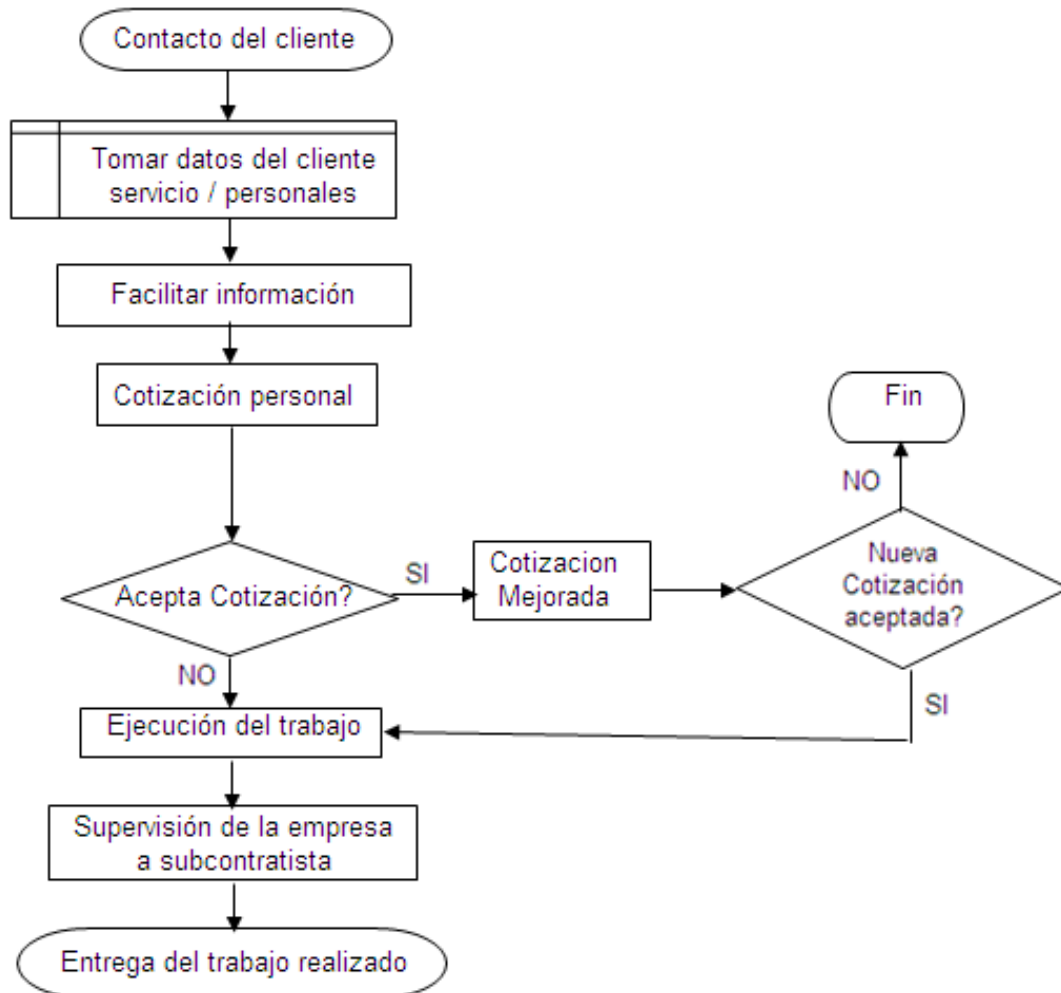 Contacto del cliente
Tomar datos del cliente
servicio / personales
Facilitar información
Cotización personal
Fin
NO
Acepta Cotización?
SI
Cotizacion
Mejorada
Nueva
Cotización
aceptada?
NO
SI
Ejecución del trabajo
Supervisión de la empresa
a subcontratista
Entrega del trabajo realizado